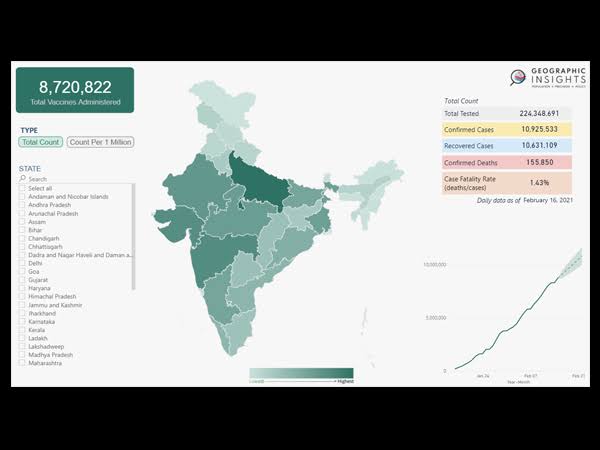 8,720,822
Total Vaccines Administered
TYPE
Total Count
Count Per 1 Million
STATE
Search
Select all
Andaman and Nicobar Islands
Andhra Pradesh
Arunachal Pradesh
Assam
Bihar
Chandigarh
Chhattisgarh
Dadra and Nagar Haveli and Daman a...
Delhi
Goa
Gujarat
Haryana
Himachal Pradesh
Jammu and Kashmir
Jharkhand
Karnataka
Kerala
Ladakh
Lakshadweep
Madhya Pradesh
Maharashtra
Lowest
Highest
GEOGRAPHIC
INSIGHTS
POPULATION • PRECISION • POLICY
Total Count
Total Tested 224,348.691
Confirmed Cases 10,925.533
Recovered Cases 10,631.109
Confirmed Deaths 155.850
Case Fatality Rate 1.43%
(deaths/cases)
Daily data as of February 16, 2021
10,000,000
5,000,000
0
Jan 24
Feb 07
Feb 21
Year-Month